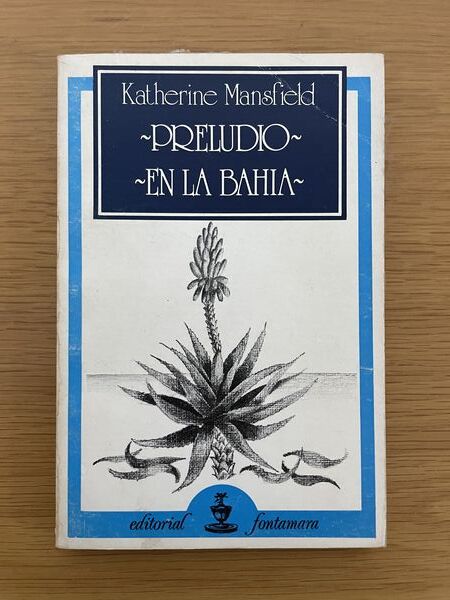 Katherine Mansfield
~PRELUDIO~
~EN LA BAHIA~
editorial fontamara